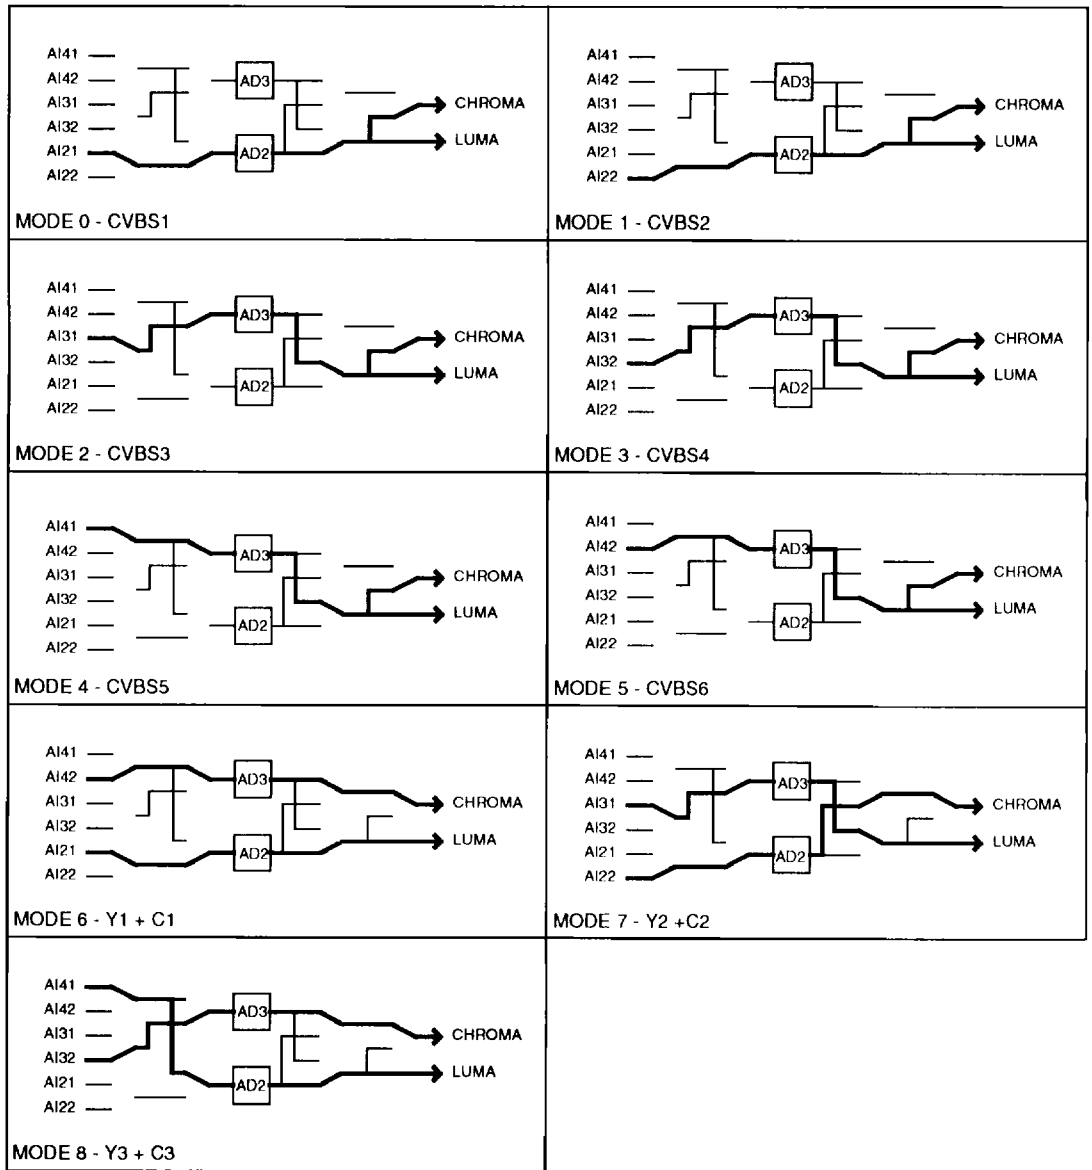 AI41
AI42
AI31
AI32
AI21
AI22
AD3
AD2
CHROMA
LUMA
MODE 0 - CVBS1
AI41
AI42
AI31
AI32
AI21
AI22
AD3
AD2
CHROMA
LUMA
MODE 1 - CVBS2
AI41
AI42
AI31
AI32
AI21
AI22
AD3
AD2
CHROMA
LUMA
MODE 2 - CVBS3
AI41
AI42
AI31
AI32
AI21
AI22
AD3
AD2
CHROMA
LUMA
MODE 3 - CVBS4
AI41
AI42
AI31
AI32
AI21
AI22
AD3
AD2
CHROMA
LUMA
MODE 4 - CVBS5
AI41
AI42
AI31
AI32
AI21
AI22
AD3
AD2
CHROMA
LUMA
MODE 5 - CVBS6
AI41
AI42
AI31
AI32
AI21
AI22
AD3
AD2
CHROMA
LUMA
MODE 6 - Y1 + C1
AI41
AI42
AI31
AI32
AI21
AI22
AD3
AD2
CHROMA
LUMA
MODE 7 - Y2 +C2
AI41
AI42
AI31
AI32
AI21
AI22
AD3
AD2
CHROMA
LUMA
MODE 8 - Y3 + C3